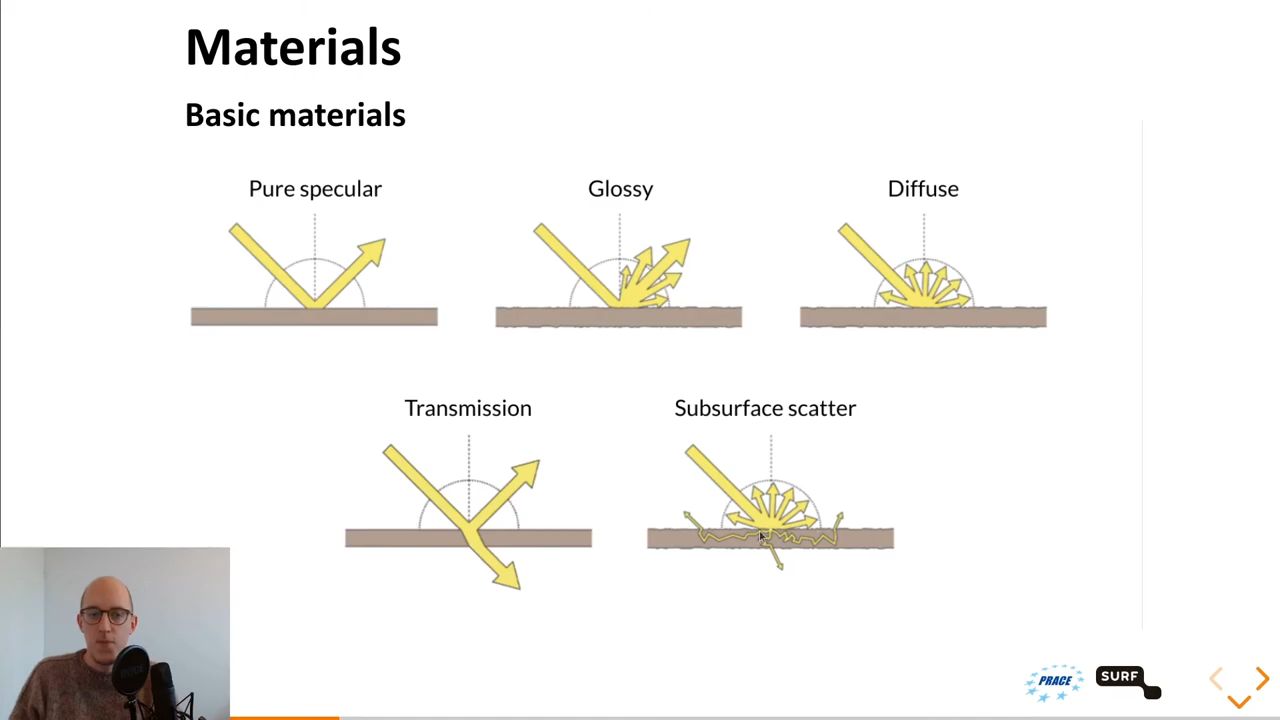 Materials
Basic materials
Pure specular
Glossy
Diffuse
Transmission
Subsurface scatter
PRACE
SURF